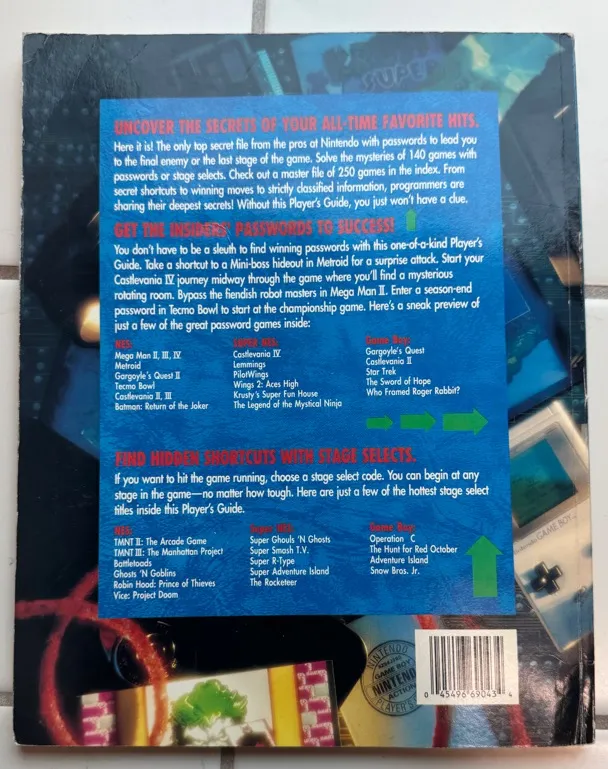 SUPER
UNCOVER THE SECRETS OF YOUR ALL-TIME FAVORITE HITS.
Here it is! The only top secret file from the pros at Nintendo with passwords to lead you
to the final enemy or the last stage of the game. Solve the mysteries of 140 games with
passwords or stage selects. Check out a master file of 250 games in the index. From
secret shortcuts to winning moves to strictly classified information, programmers are
sharing their deepest secrets! Without this Player's Guide, you just won't have a clue.
GET THE INSIDERS' PASSWORDS TO SUCCESS!
You don't have to be a sleuth to find winning passwords with this one-of-a-kind Player's
Guide. Take a shortcut to a Mini-boss hideout in Metroid for a surprise attack. Start your
Castlevania IV journey midway through the game where you'll find a mysterious
rotating room. Bypass the fiendish robot masters in Mega Man II. Enter a season-end
password in Tecmo Bowl to start at the championship game. Here's a sneak preview of
just a few of the great password games inside:
NES:
Mega Man II, III, IV
Metroid
Gargoyle's Quest II
Tecmo Bowl
Castlevania II, III
Batman: Return of the Joker
SUPER NES:
Castlevania IV
Lemmings
PilotWings
Wings 2: Aces High
Krusty's Super Fun House
The Legend of the Mystical Ninja
Game Boy:
Gargoyle's Quest
Castlevania II
Star Trek
The Sword of Hope
Who Framed Roger Rabbit?
FIND HIDDEN SHORTCUTS WITH STAGE SELECTS.
If you want to hit the game running, choose a stage select code. You can begin at any
stage in the game—no matter how tough. Here are just a few of the hottest stage select
titles inside this Player's Guide.
NES:
TMNT II: The Arcade Game
TMNT III: The Manhattan Project
Battletoads
Ghosts 'N Goblins
Robin Hood: Prince of Thieves
Vice: Project Doom
Super NES:
Super Ghouls 'N Ghosts
Super Smash T.V.
Super R-Type
Super Adventure Island
The Rocketeer
Game Boy:
Operation C
The Hunt for Red October
Adventure Island
Snow Bros. Jr.
GAME BOY
NINTENDO
GAME BOY
NINTENDO
ACTION
PLAYER'S
0 45496 69043 4